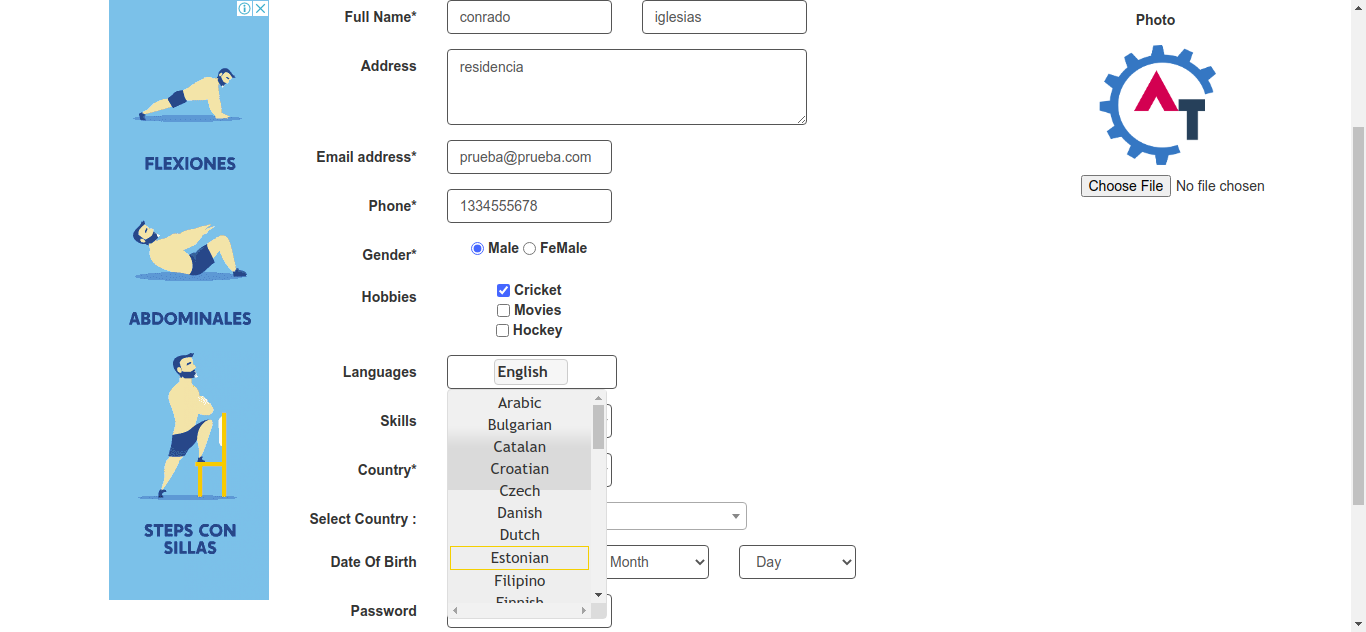 FLEXIONES
ABDOMINALES
STEPS CON
SILLAS
Full Name* conrado iglesias
Address residencia
Email address* prueba@prueba.com
Phone* 1334555678
Gender* Male FeMale
Hobbies Cricket
Movies
Hockey
Languages English
Arabic
Bulgarian
Catalan
Croatian
Czech
Danish
Dutch
Estonian
Filipino
Finnish
Skills
Country*
Select Country :
Date Of Birth Month Day
Password
Photo
AT
Choose File No file chosen